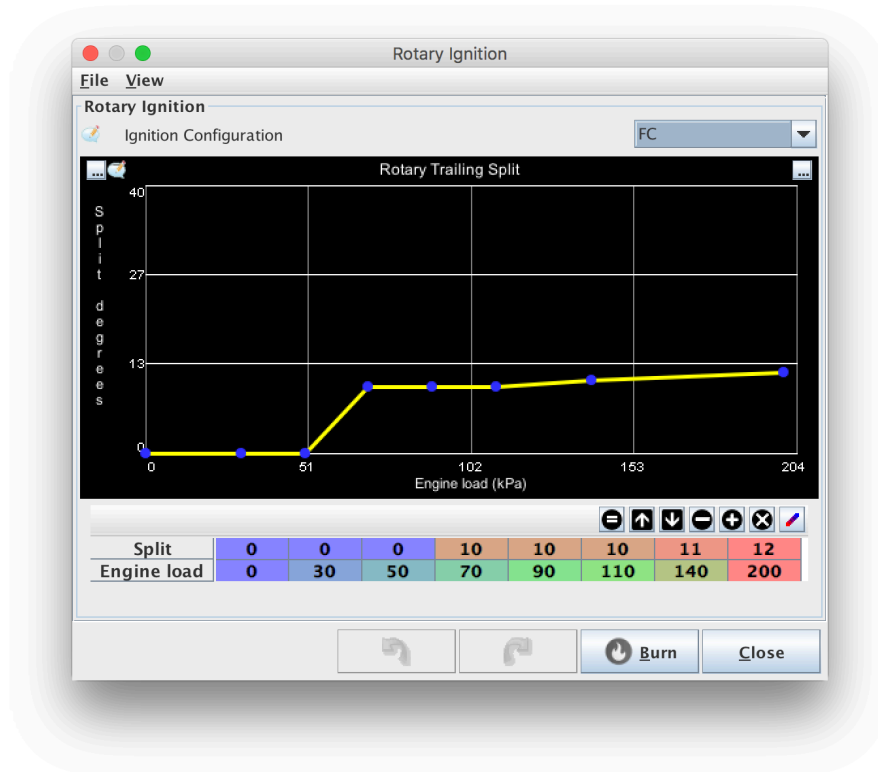 Rotary Ignition
File View
Rotary Ignition
Ignition Configuration FC
... Rotary Trailing Split ...
Split degrees
40
27
13
0
0 51 102 153 204
Engine load (kPa)
Split 0 0 0 10 10 10 11 12
Engine load 0 30 50 70 90 110 140 200
Burn Close